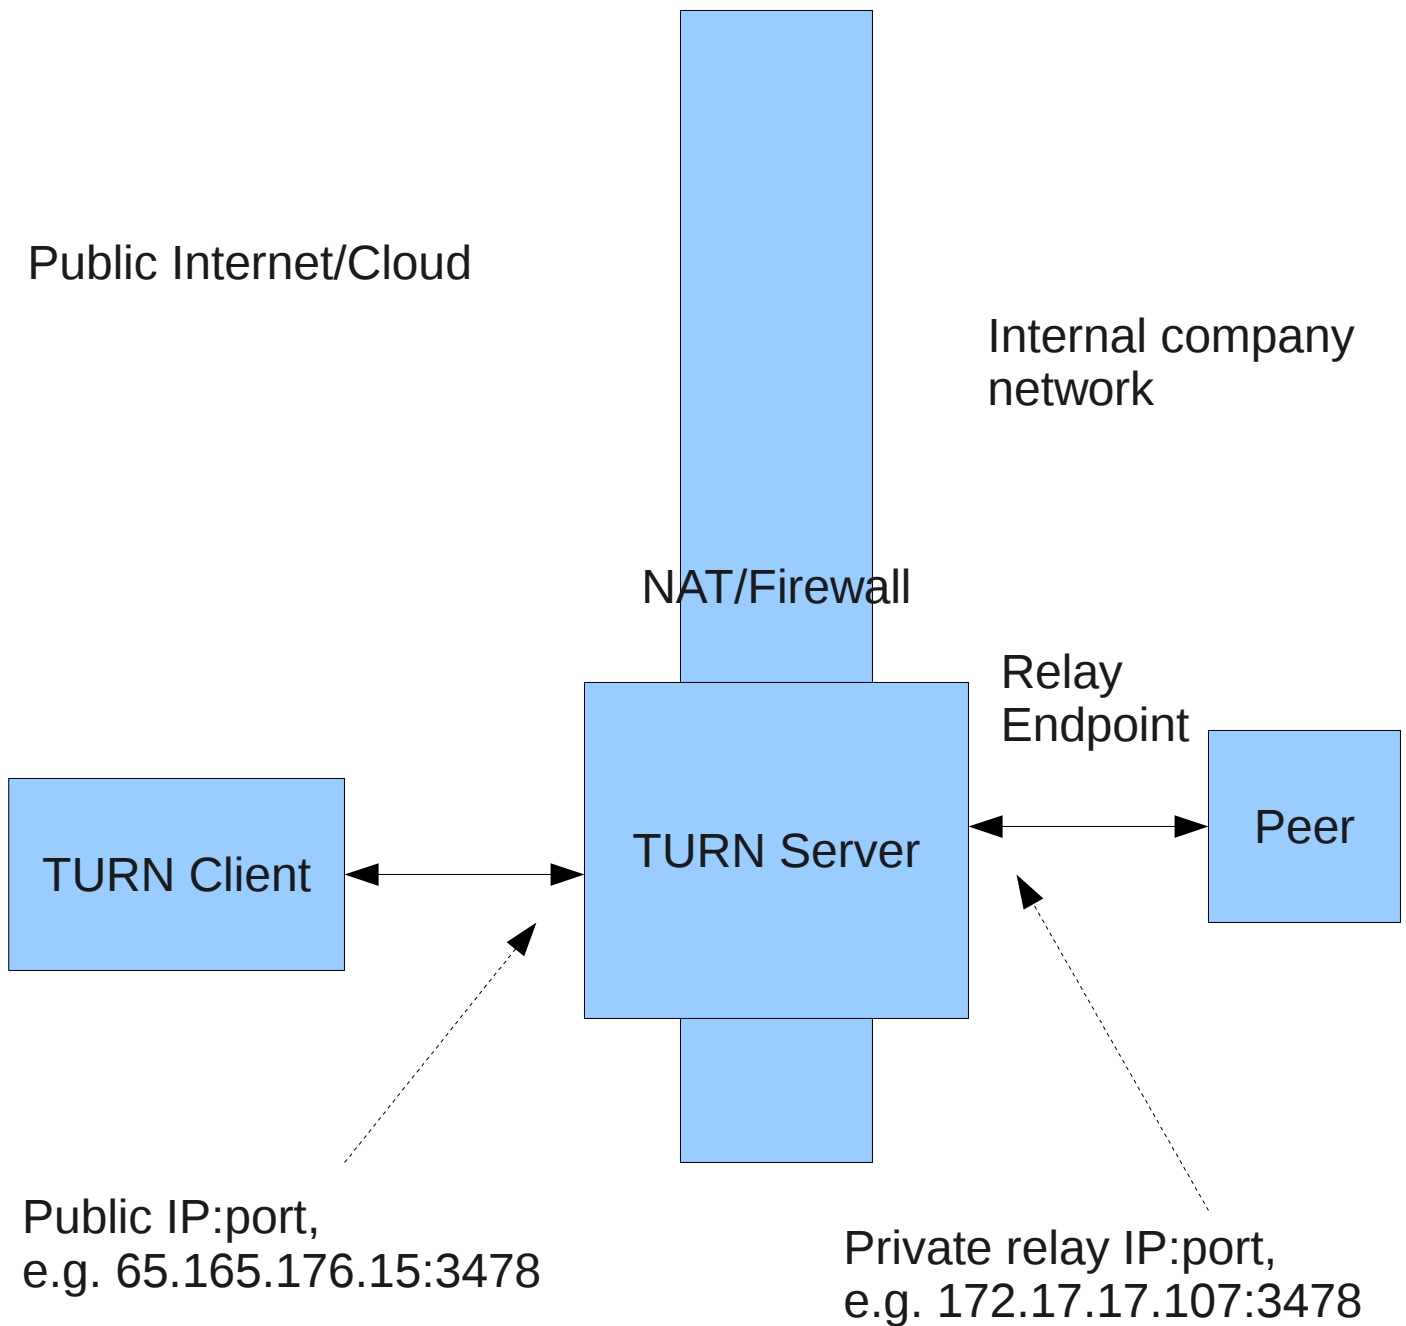 Public Internet/Cloud
Internal company
network
NAT/Firewall
Relay
Endpoint
TURN Client
TURN Server
Peer
Public IP:port,
e.g. 65.165.176.15:3478
Private relay IP:port,
e.g. 172.17.17.107:3478